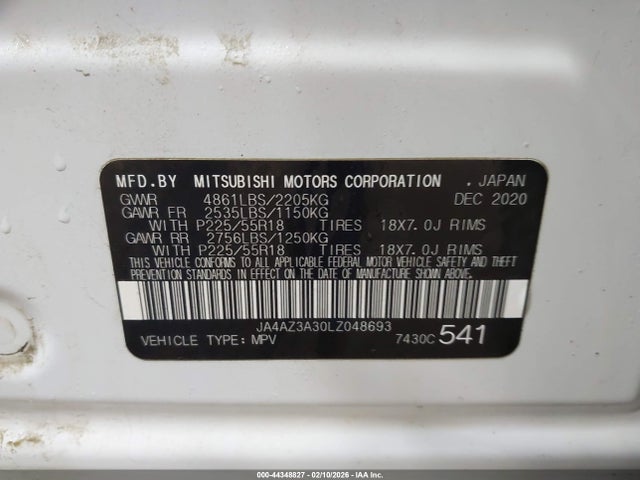 MFD.BY MITSUBISHI MOTORS CORPORATION . JAPAN
GVWR 4861LBS/2205KG DEC 2020
GAWR FR 2535LBS/1150KG
WITH P225/55R18 TIRES 18X7.0J RIMS
GAWR RR 2756LBS/1250KG
WITH P225/55R18 TIRES 18X7.0J RIMS
THIS VEHICLE CONFORMS TO ALL APPLICABLE FEDERAL MOTOR VEHICLE SAFETY AND THEFT
PREVENTION STANDARDS IN EFFECT ON THE DATE OF MANUFACTURE SHOWN ABOVE.
JA4AZ3A30LZ048693
VEHICLE TYPE: MPV 7430C 541
000-44348827 - 02/10/2026 - IAAI, Inc.